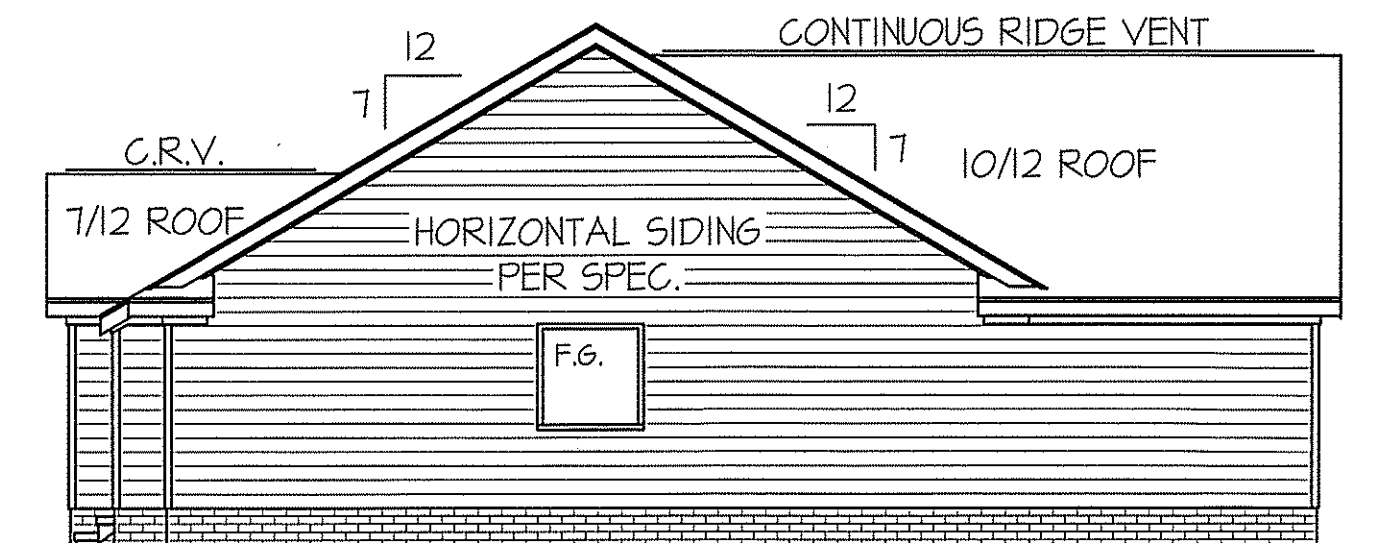 CONTINUOUS RIDGE VENT
12
7
12
7
C.R.V.
10/12 ROOF
7/12 ROOF
HORIZONTAL SIDING
PER SPEC.
F.G.